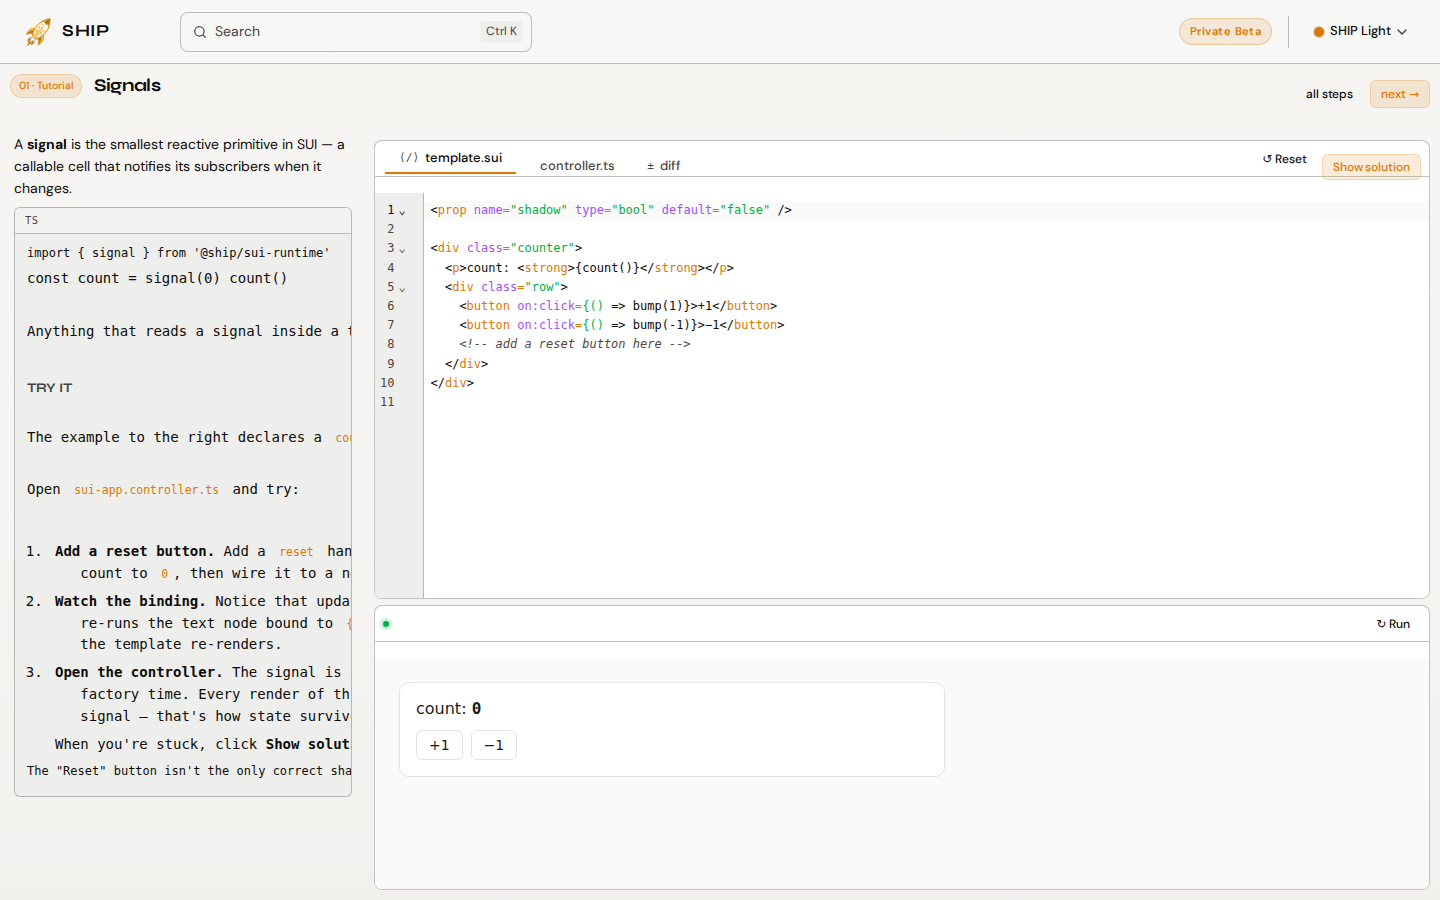 SHIP
Search
Ctrl K
Private Beta
SHIP Light
01 · Tutorial
Signals
all steps
next →
A signal is the smallest reactive primitive in SUI — a
callable cell that notifies its subscribers when it
changes.
TS
import { signal } from '@ship/sui-runtime'
const count = signal(0) count()
Anything that reads a signal inside a t
TRY IT
The example to the right declares a cou
Open sui-app.controller.ts and try:
1. Add a reset button. Add a reset han
count to 0 , then wire it to a n
2. Watch the binding. Notice that upda
re-runs the text node bound to {
the template re-renders.
3. Open the controller. The signal is
factory time. Every render of th
signal — that's how state surviv
When you're stuck, click Show solut
The "Reset" button isn't the only correct sha
⟨/⟩ template.sui
controller.ts
± diff
↺ Reset
Show solution
1 <prop name="shadow" type="bool" default="false" />
2
3 <div class="counter">
4 <p>count: <strong>{count()}</strong></p>
5 <div class="row">
6 <button on:click={() => bump(1)}>+1</button>
7 <button on:click={() => bump(-1)}>−1</button>
8 <!-- add a reset button here -->
9 </div>
10 </div>
11
↻ Run
count: 0
+1
−1